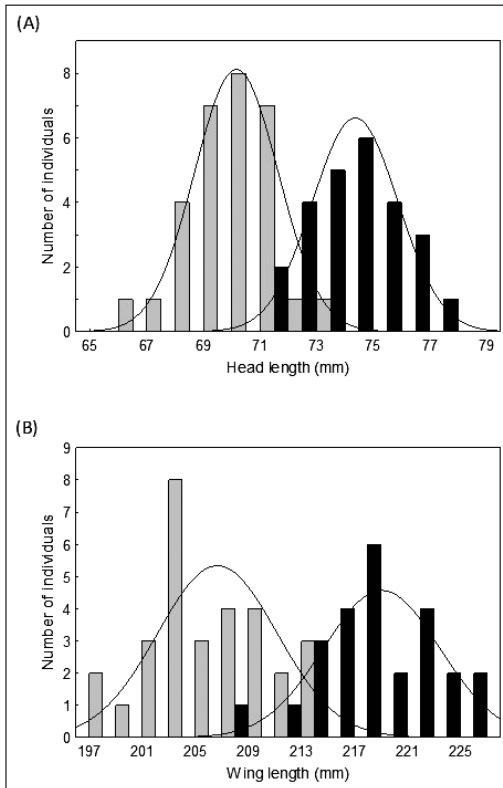 (A)
Number of individuals
8
6
4
2
0
65 67 69 71 73 75 77 79
Head length (mm)
(B)
Number of individuals
9
8
7
6
5
4
3
2
1
0
197 201 205 209 213 217 221 225
Wing length (mm)